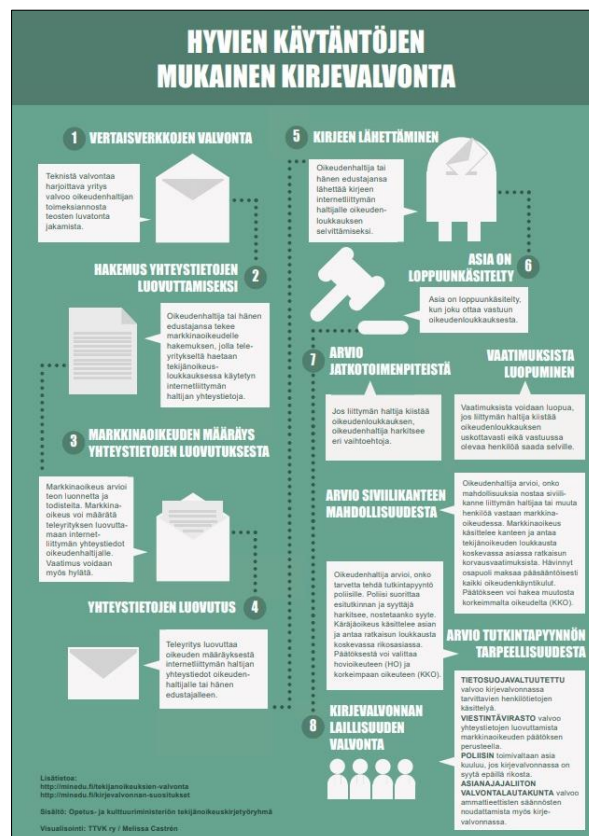 HYVIEN KÄYTÄNTÖJEN
MUKAINEN KIRJEVALVONTA
1 VERTAISVERKKOJEN VALVONTA
Teknistä valvontaa
harjoittava yritys
valvoo oikeudenhaltijan
toimeksiannosta
teosten luvatonta
jakamista.
HAKEMUS YHTEYSTIETOJEN
LUOVUTTAMISEKSI
2
Oikeudenhaltija tai hänen
edustajansa tekee
markkinaoikeudelle
hakemuksen, jolla tele-
yritykseltä haetaan
tekijänoikeus-
loukkauksessa käytetyn
internetliittymän
haltijan yhteystietoja.
3 MARKKINAOIKEUDEN MÄÄRÄYS
YHTEYSTIETOJEN LUOVUTUKSESTA
Markkinaoikeus arvioi
teon luonnetta ja
todisteita. Markkina-
oikeus voi määrätä
teleyrityksen luovutta-
maan internet-
liittymän yhteystiedot
oikeudenhaltijalle.
Vaatimus voidaan
myös hylätä.
YHTEYSTIETOJEN LUOVUTUS 4
Teleyritys luovuttaa
oikeuden määräyksestä
internetliittymän haltijan
yhteystiedot oikeuden-
haltijalle tai hänen
edustajalleen.
5 KIRJEEN LÄHETTÄMINEN
Oikeudenhaltija tai
hänen edustajansa
lähettää kirjeen
internetliittymän
haltijalle oikeuden-
loukkauksen
selvittämiseksi.
6
ASIA ON
LOPPUUNKÄSITELTY
Asia on loppuunkäsitelty,
kun joku ottaa vastuun
oikeudenloukkauksesta.
7 ARVIO
JATKOTOIMENPITEISTÄ
Jos liittymän haltija kiistää
oikeudenloukkauksen,
oikeudenhaltija harkitsee
eri vaihtoehtoja.
VAATIMUKSISTA
LUOPUMINEN
Vaatimuksista voidaan luopua,
jos liittymän haltija kiistää
oikeudenloukkauksen
uskottavasti eikä vastuussa
olevaa henkilöä saada selville.
ARVIO SIVIILIKANTEEN
MAHDOLLISUUDESTA
Oikeudenhaltija arvioi, onko
mahdollisuuksia nostaa siviili-
kanne liittymän haltijaa tai muuta
henkilöä vastaan markkina-
oikeudessa. Markkinaoikeus
käsittelee kanteen ja antaa
tekijänoikeuden loukkausta
koskevassa asiassa ratkaisun
korvausvaatimuksista. Hävinnyt
osapuoli maksaa pääsääntöisesti
kaikki oikeudenkäyntikulut.
Päätökseen voi hakea muutosta
korkeimmalta oikeudelta (KKO).
Oikeudenhaltija arvioi, onko
tarvetta tehdä tutkintapyyntö
poliisille. Poliisi suorittaa
esitutkinnan ja syyttäjä
harkitsee, nostetaanko syyte.
Käräjäoikeus käsittelee asian
ja antaa ratkaisun loukkausta
koskevassa rikosasiassa.
Päätöksestä voi valittaa
hovioikeuteen (HO) ja
korkeimpaan oikeuteen (KKO).
ARVIO TUTKINTAPYYNNÖN
TARPEELLISUUDESTA
8 KIRJEVALVONNAN
LAILLISUUDEN
VALVONTA
TIETOSUOJAVALTUUTETTU
valvoo kirjevalvonnassa
tarvittavien henkilötietojen
käsittelyä.
VIESTINTÄVIRASTO valvoo
yhteystietojen luovuttamista
markkinaoikeuden päätöksen
perusteella.
POLIISIN toimivaltaan asia
kuuluu, jos kirjevalvonnassa on
syytä epäillä rikosta.
ASIANAJAJALIITON
VALVONTALAUTAKUNTA valvoo
ammattieettisten säännösten
noudattamista myös kirje-
valvonnassa.
Lisätietoa:
http://minedu.fi/tekijanoikeuksien-valvonta
http://minedu.fi/kirjevalvonnan-suositukset
Sisältö: Opetus- ja kulttuuriministeriön tekijänoikeuskirjetyöryhmä
Visualisointi: TTVK ry / Melissa Castrén